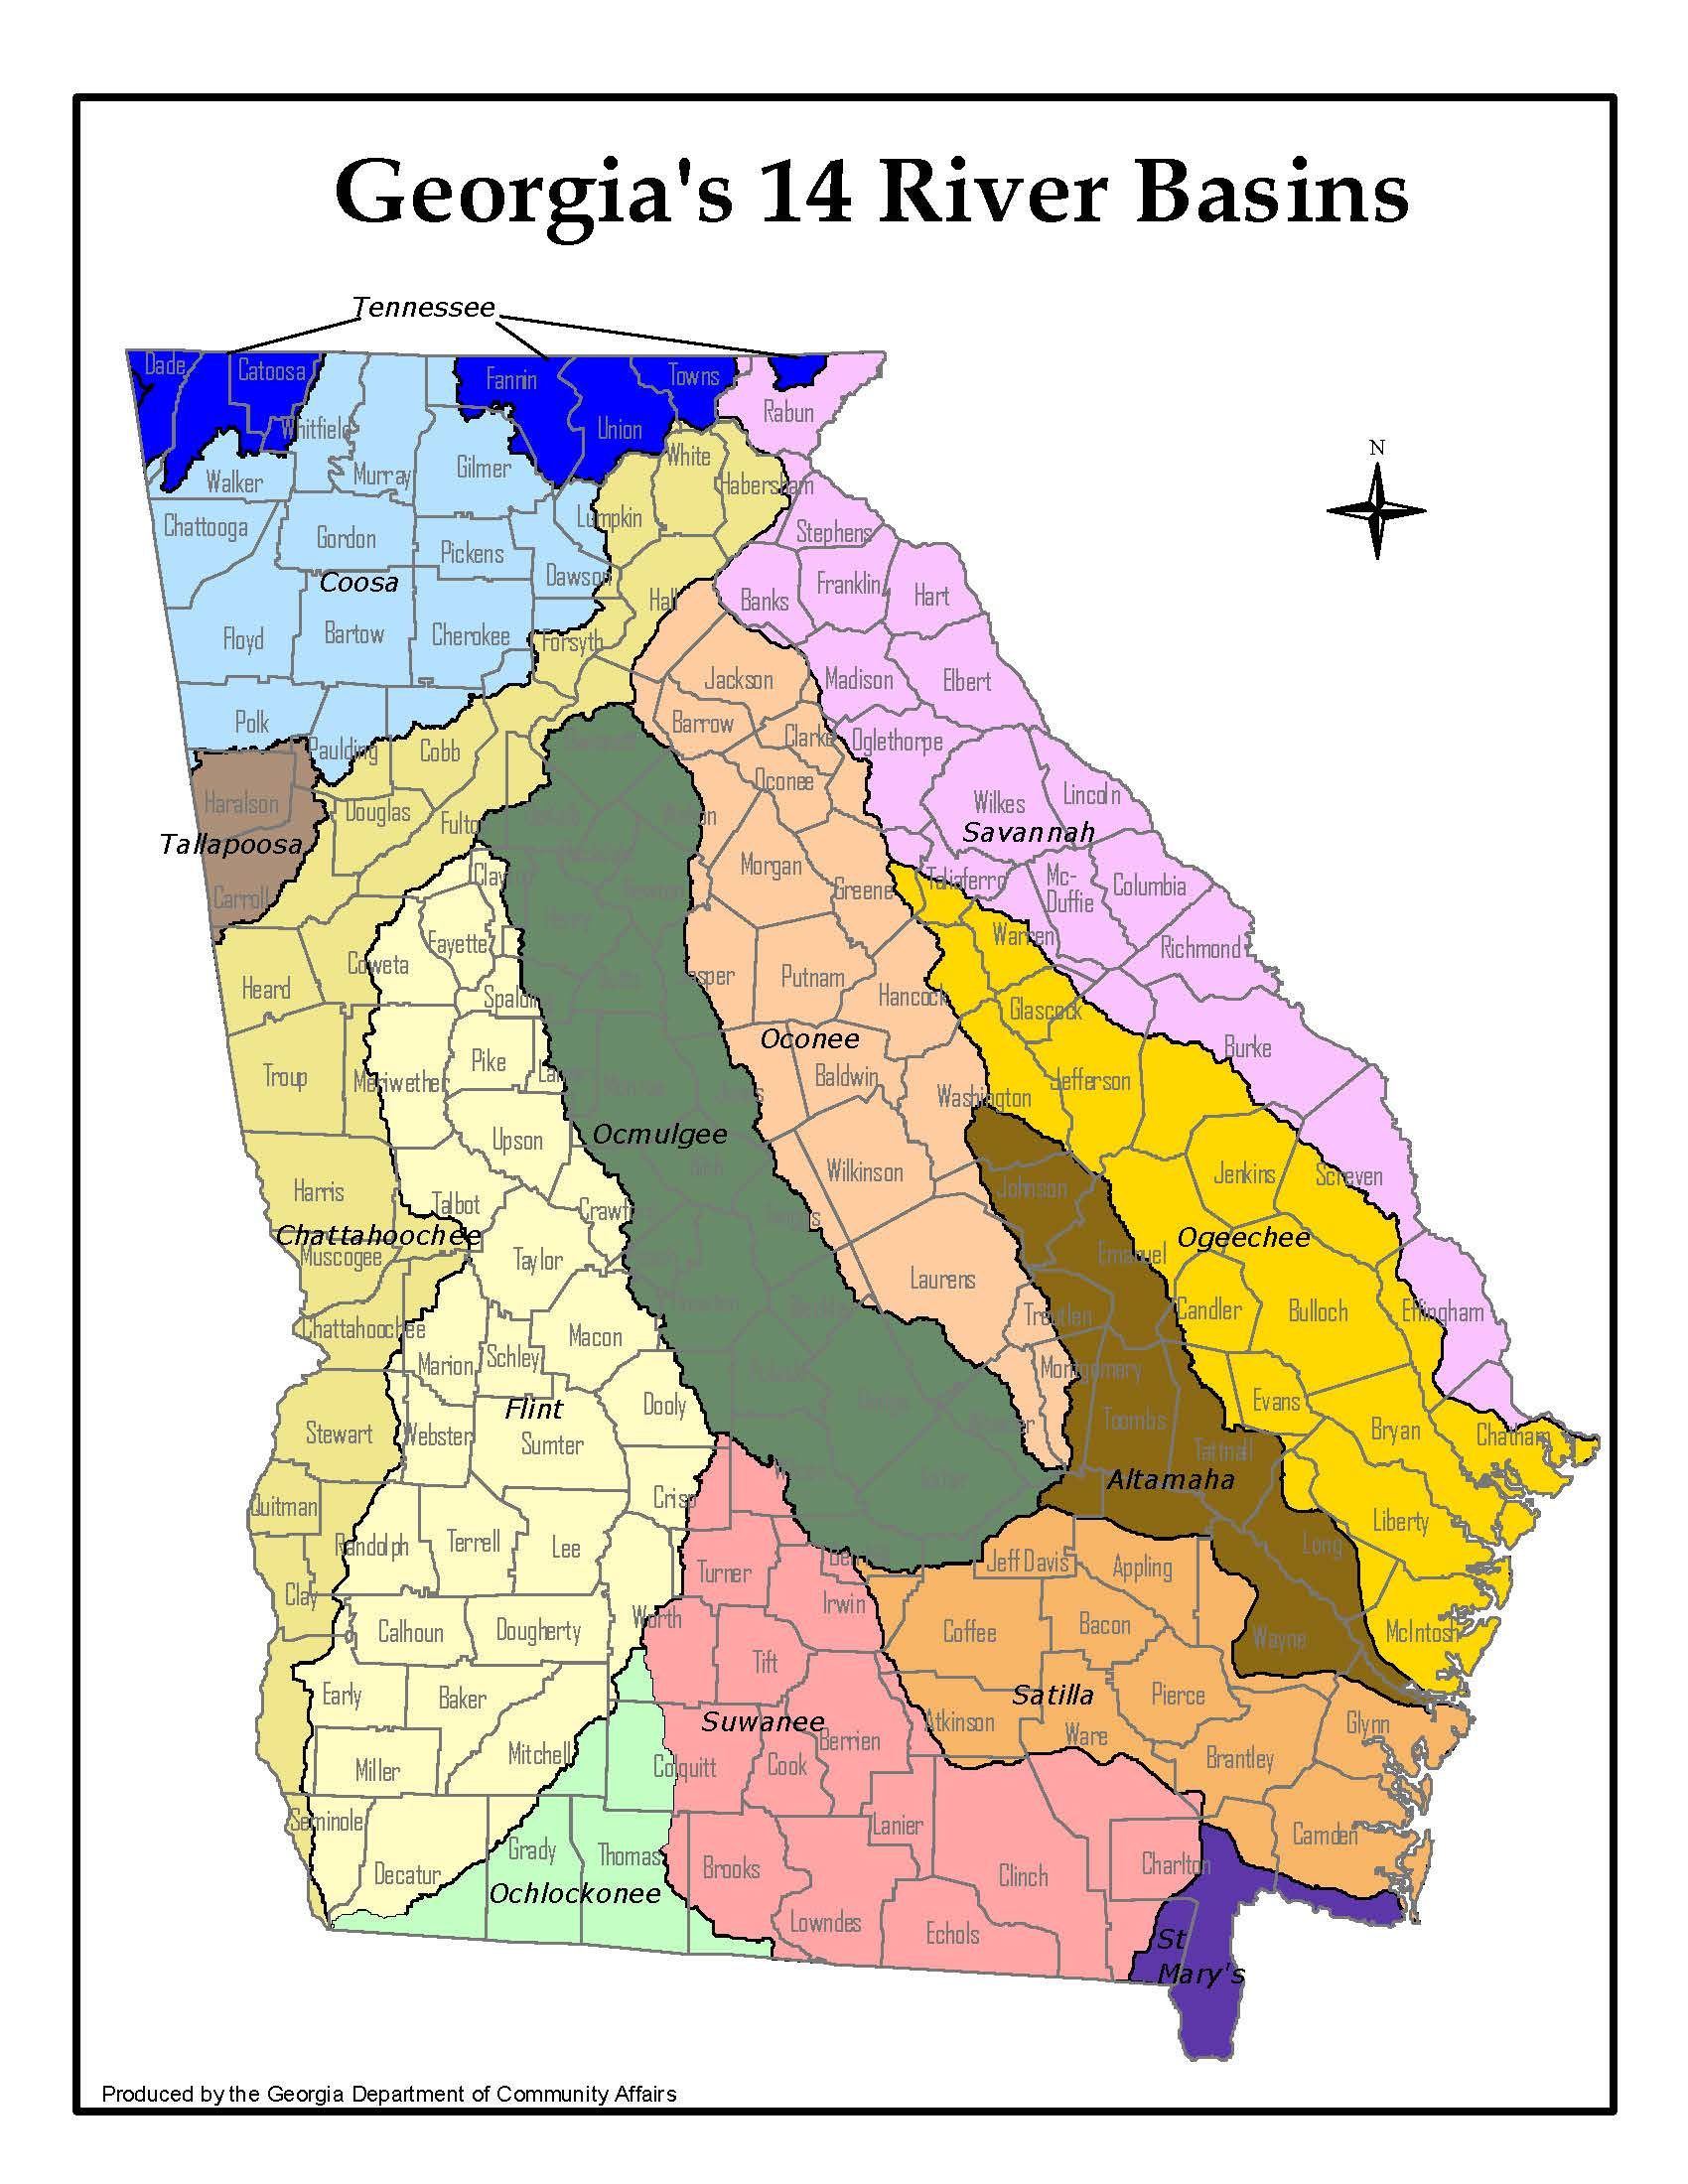 Georgia's 14 River Basins
Tennessee
N
Dade
Catoosa
Fannin
Towns
Rabun
Whitfield
Union
White
Walker
Murray
Gilmer
Habersham
Chattooga
Gordon
Pickens
Lumpkin
Stephens
Coosa
Dawson
Hall
Banks
Franklin
Hart
Floyd
Bartow
Cherokee
Forsyth
Jackson
Madison
Elbert
Polk
Paulding
Cobb
Barrow
Clarke
Oglethorpe
Oconee
Haralson
Douglas
Fulto
Wilkes
Lincoln
Tallapoosa
Savannah
Carroll
Morgan
Greene
Taliaferro
Mc-
Duffie
Columbia
Fayette
Warren
Richmond
Heard
Coweta
Putnam
Hancock
Glascock
Oconee
Burke
Troup
Meriwether
Pike
Baldwin
Washington
Jefferson
Upson
Ocmulgee
Wilkinson
Jenkins
Screven
Harris
Talbot
Crawf
Johnson
Chattahoochee
Muscogee
Taylor
Emanuel
Ogeechee
Laurens
Treutlen
Candler
Bulloch
Effingham
Chattahoochee
Marion
Schley
Macon
Montgomery
Flint
Dooly
Evans
Stewart
Webster
Sumter
Toombs
Tattnall
Bryan
Chatham
Quitman
Crisp
Altamaha
Randolph
Terrell
Lee
Turner
Jeff Davis
Appling
Long
Liberty
Clay
Calhoun
Dougherty
Worth
Irwin
Coffee
Bacon
Wayne
McIntosh
Early
Baker
Tift
Satilla
Pierce
Suwanee
Atkinson
Ware
Glynn
Miller
Mitchell
Colquitt
Cook
Berrien
Brantley
Seminole
Lanier
Camden
Decatur
Grady
Thomas
Brooks
Clinch
Charlton
Ochlockonee
Lowndes
Echols
St
Mary's
Produced by the Georgia Department of Community Affairs